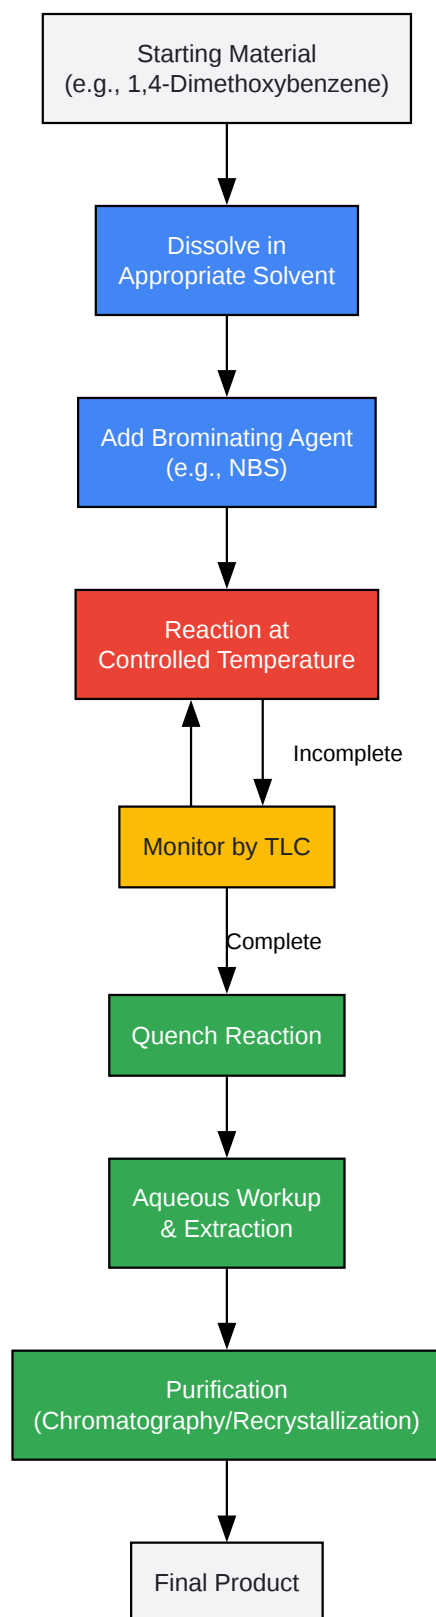 Starting Material
(e.g., 1,4-Dimethoxybenzene)
Dissolve in
Appropriate Solvent
Add Brominating Agent
(e.g., NBS)
Reaction at
Controlled Temperature
Incomplete
Monitor by TLC
Complete
Quench Reaction
Aqueous Workup
& Extraction
Purification
(Chromatography/Recrystallization)
Final Product